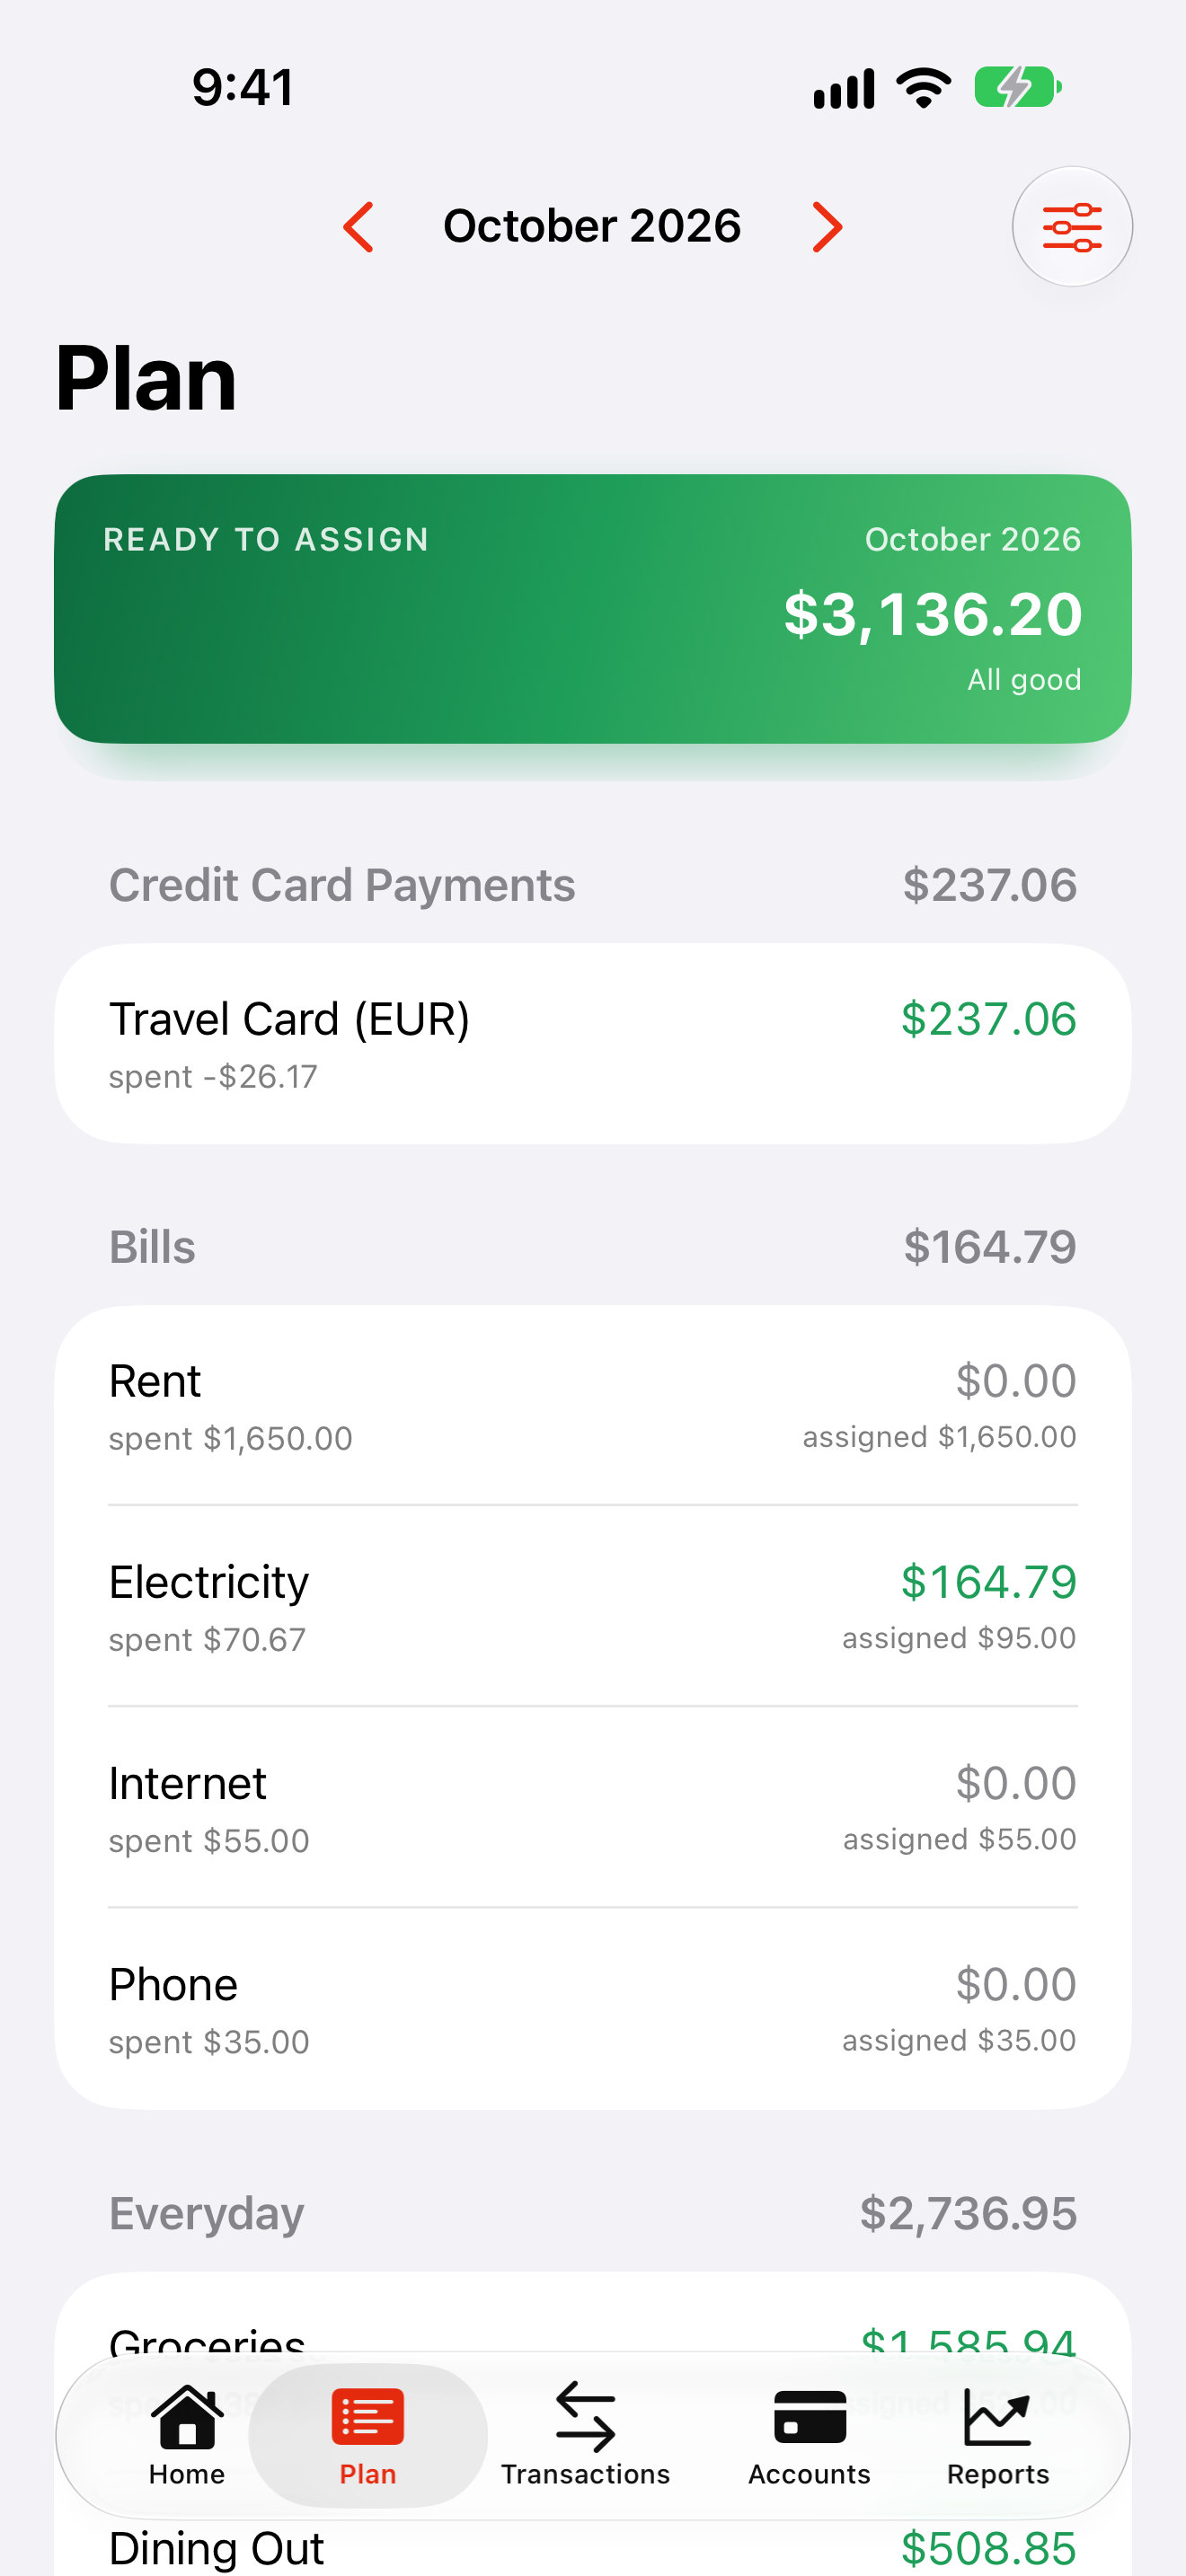 9:41
October 2026
Plan
READY TO ASSIGN
October 2026
$3,136.20
All good
Credit Card Payments $237.06
Travel Card (EUR) $237.06
spent -$26.17
Bills $164.79
Rent $0.00
spent $1,650.00 assigned $1,650.00
Electricity $164.79
spent $70.67 assigned $95.00
Internet $0.00
spent $55.00 assigned $55.00
Phone $0.00
spent $35.00 assigned $35.00
Everyday $2,736.95
Groceries $1,585.94
Home Plan Transactions Accounts Reports
Dining Out $508.85